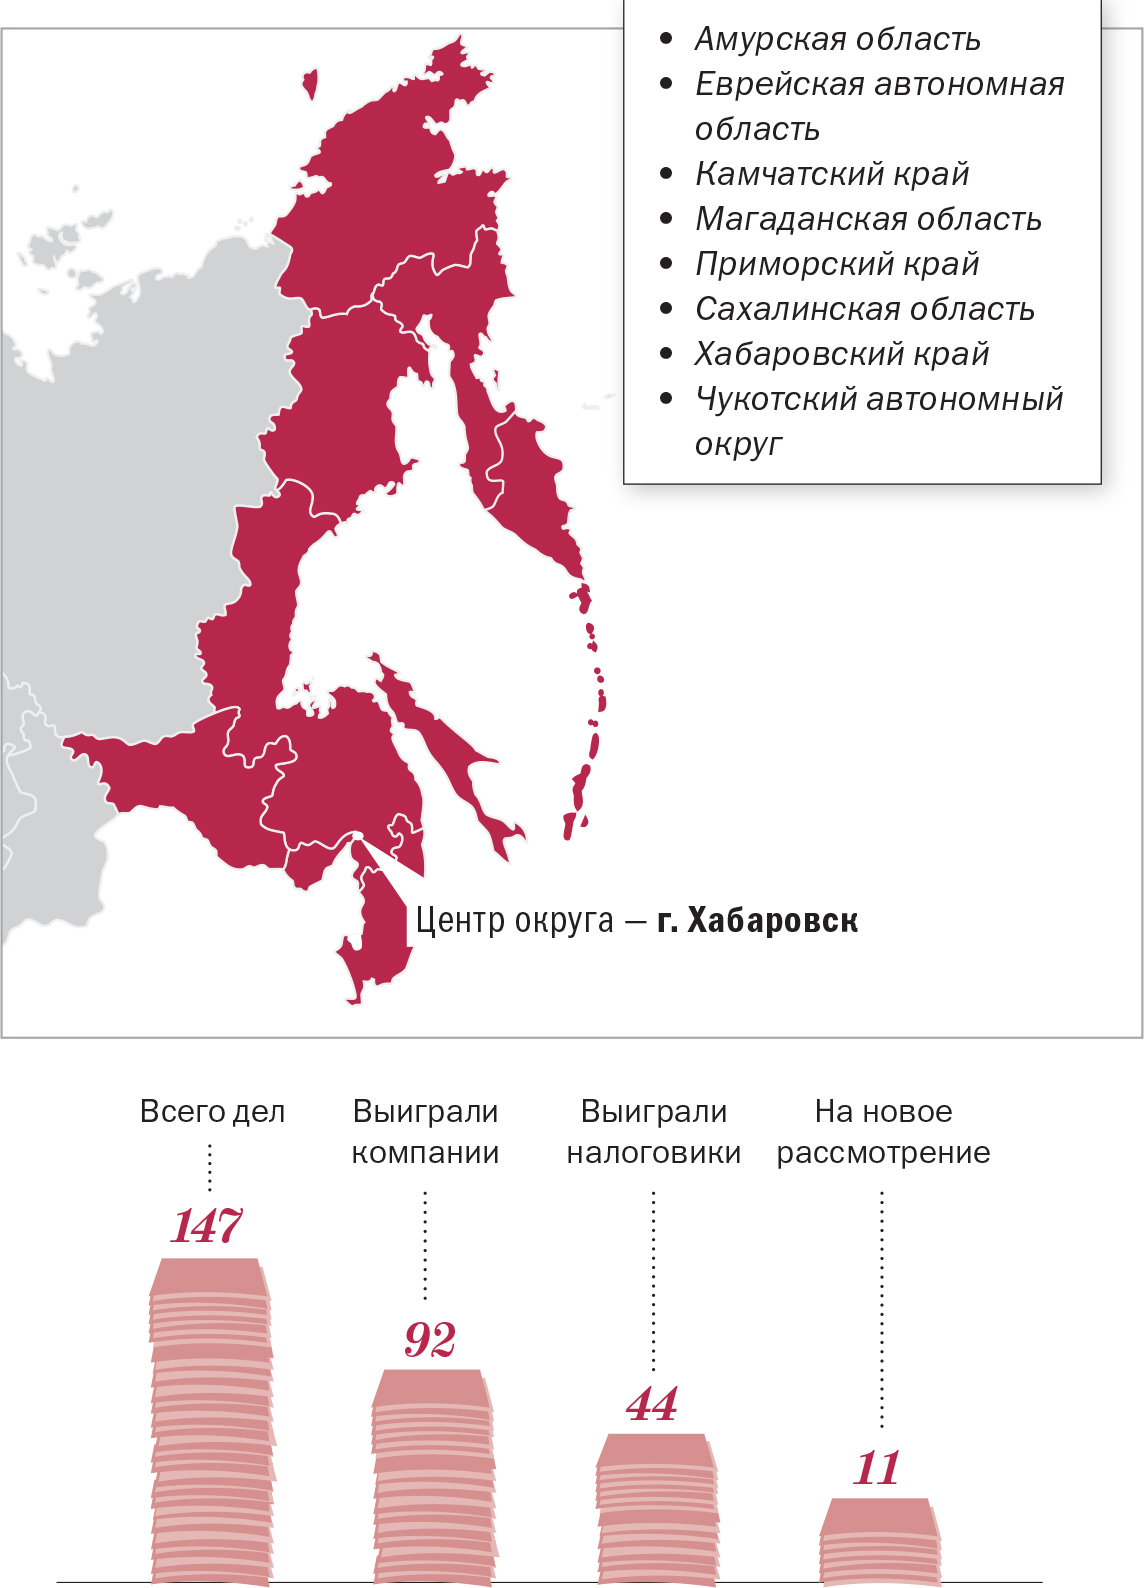 • Амурская область
• Еврейская автономная
область
• Камчатский край
• Магаданская область
• Приморский край
• Сахалинская область
• Хабаровский край
• Чукотский автономный
округ
Центр округа – г. Хабаровск
Всего дел
147
Выиграли
компании
92
Выиграли
налоговики
44
На новое
рассмотрение
11